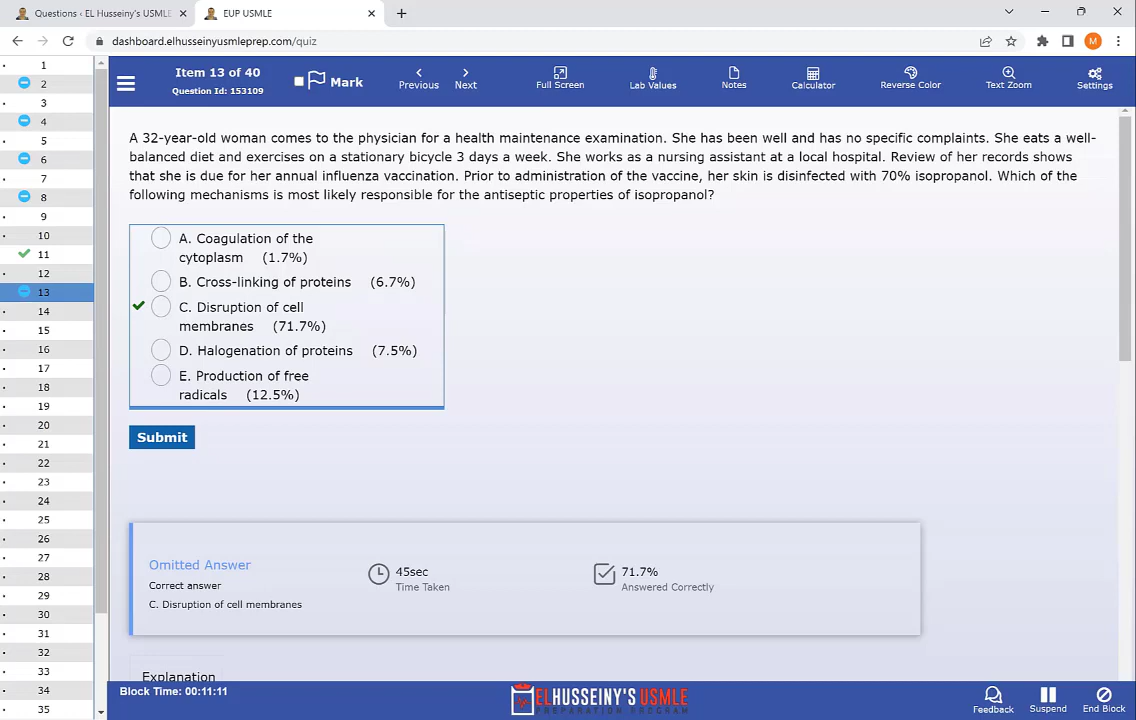 Questions ‹ EL Husseiny's USMLE
EUP USMLE
dashboard.elhusseinyusmleprep.com/quiz
M
1
2
3
4
5
6
7
8
9
10
11
12
13
14
15
16
17
18
19
20
21
22
23
24
25
26
27
28
29
30
31
32
33
34
35
Item 13 of 40
Question Id: 153109
Mark
Previous
Next
Full Screen
Lab Values
Notes
Calculator
Reverse Color
Text Zoom
Settings
A 32-year-old woman comes to the physician for a health maintenance examination. She has been well and has no specific complaints. She eats a well-
balanced diet and exercises on a stationary bicycle 3 days a week. She works as a nursing assistant at a local hospital. Review of her records shows
that she is due for her annual influenza vaccination. Prior to administration of the vaccine, her skin is disinfected with 70% isopropanol. Which of the
following mechanisms is most likely responsible for the antiseptic properties of isopropanol?
A. Coagulation of the
cytoplasm (1.7%)
B. Cross-linking of proteins (6.7%)
C. Disruption of cell
membranes (71.7%)
D. Halogenation of proteins (7.5%)
E. Production of free
radicals (12.5%)
Submit
Omitted Answer
Correct answer
C. Disruption of cell membranes
45sec
Time Taken
71.7%
Answered Correctly
Explanation
Block Time: 00:11:11
ELHUSSEINY'S USMLE
PREPARATION PROGRAM
Feedback
Suspend
End Block